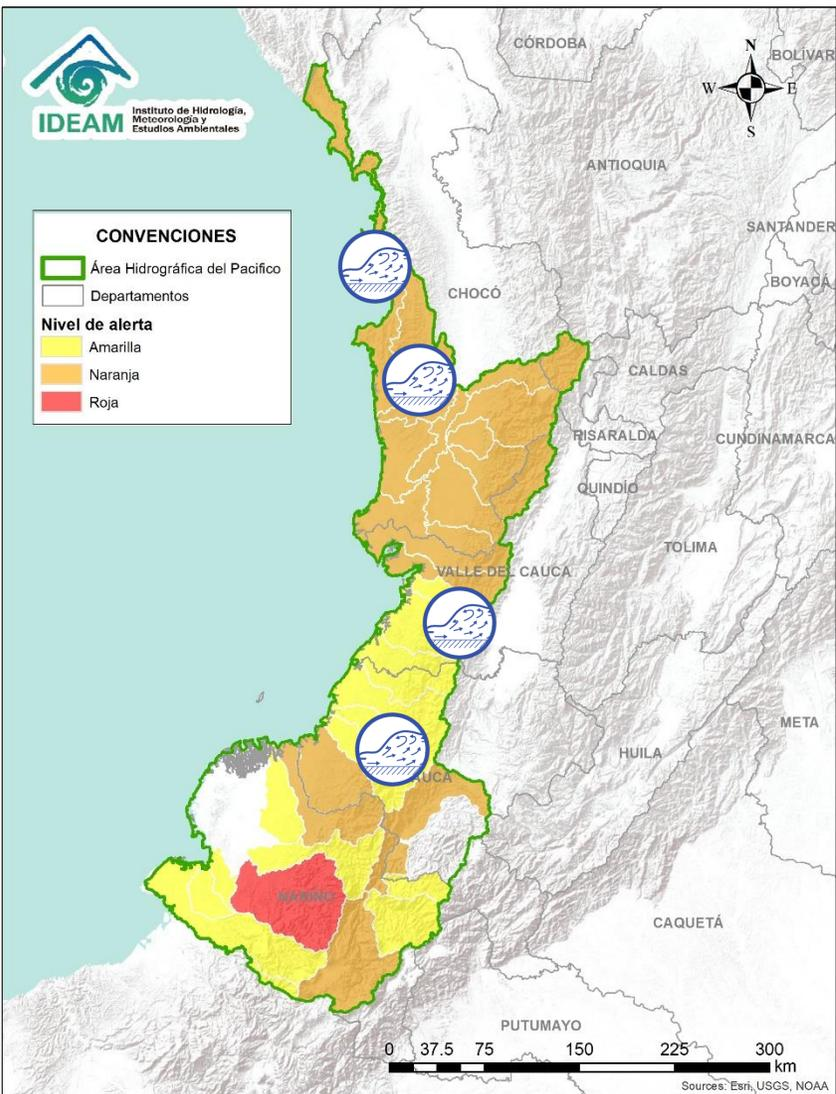 IDEAM
Instituto de Hidrología,
Meteorología y
Estudios Ambientales
CÓRDOBA
BOLÍVAR
N
W
E
S
ANTIOQUIA
SANTANDER
BOYACÁ
CONVENCIONES
Área Hidrográfica del Pacifico
Departamentos
Nivel de alerta
Amarilla
Naranja
Roja
CHOCÓ
CALDAS
RISARALDA
CUNDINAMARCA
QUINDÍO
TOLIMA
VALLE DEL CAUCA
META
HUILA
AUCA
NARIÑO
CAQUETÁ
PUTUMAYO
0 37.5 75 150 225 300
km
Sources: Esri, USGS, NOAA